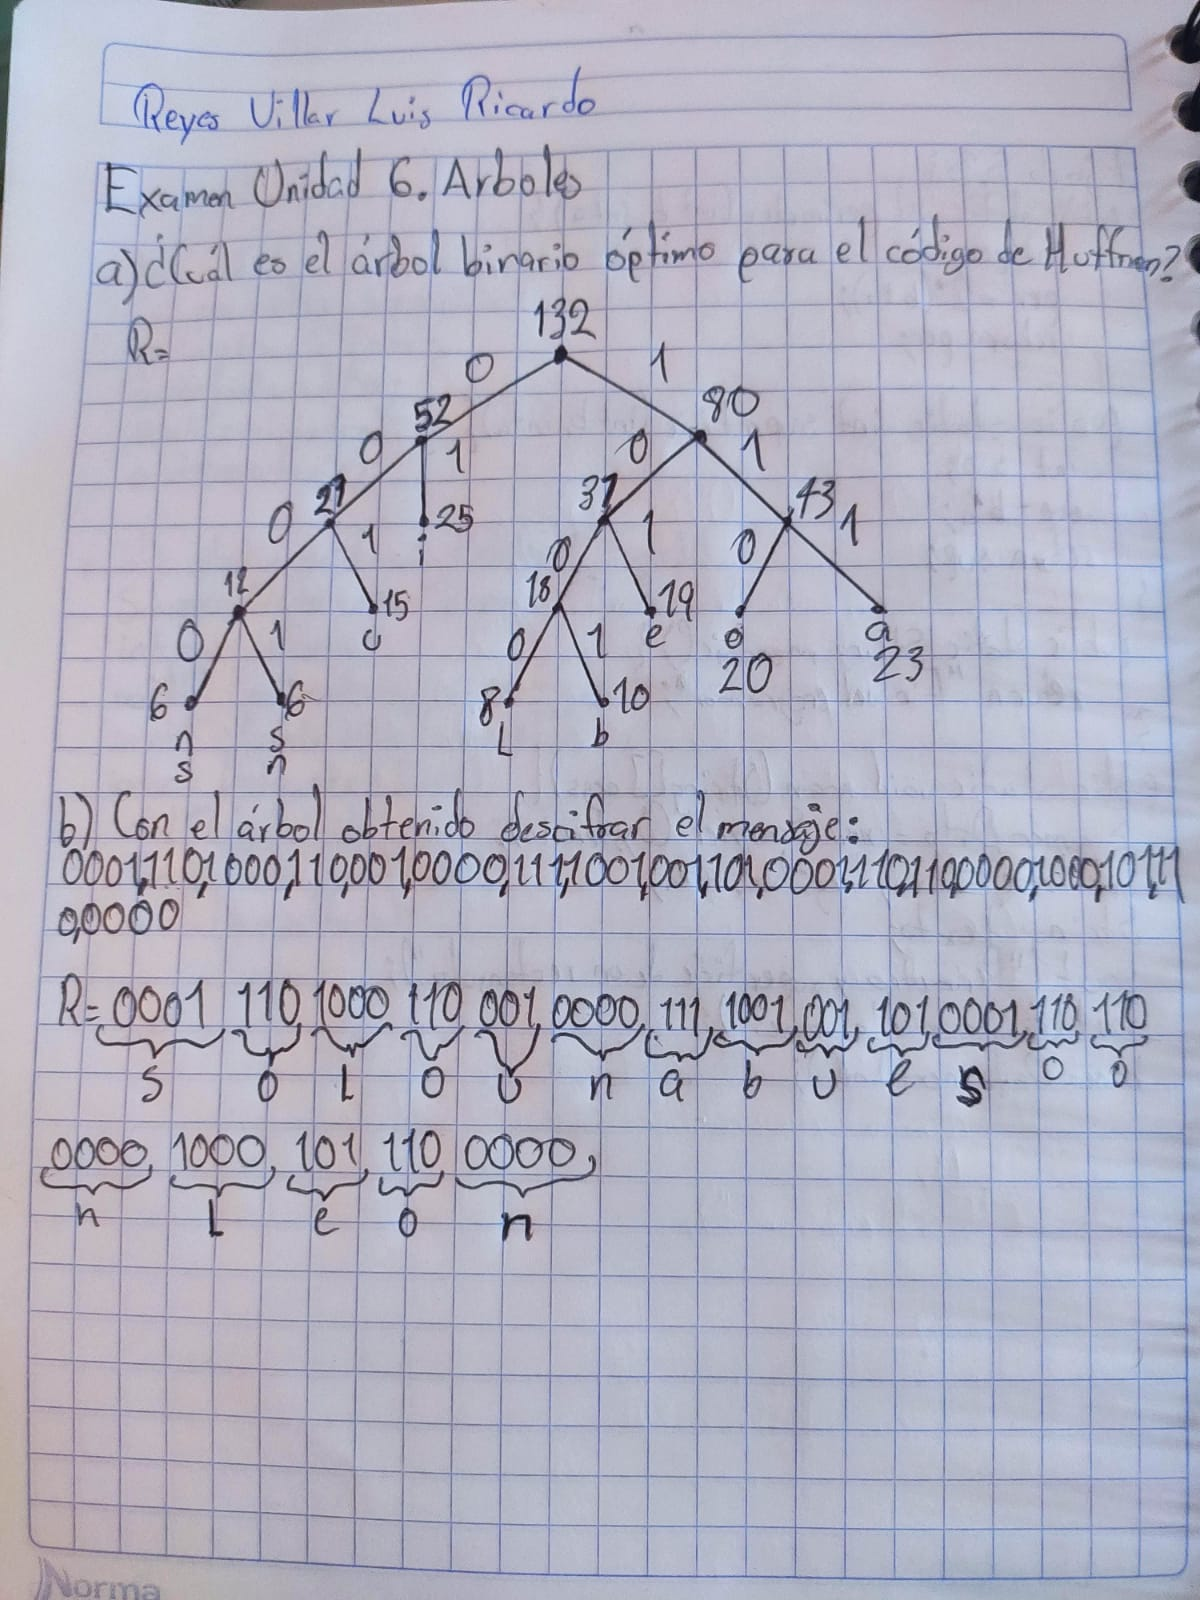 Reyes Villar Luis Ricardo
Examen Unidad 6. Arboles
a) ¿Cuál es el árbol binario óptimo para el código de Huffman?
R=
132
0 1
52 80
0 1 0 1
27 25 37 43
i
0 1 0 1 0 1
12 15 18 19 o a
u e 20 23
0 1 0 1
6 6 8 10
n s L b
s n
b) Con el árbol obtenido descifrar el mensaje:
0001,110,1000,110,001,0000,111,1001,001,101,0001,110,110,0000,1000,101,11
0,0000
R= 0001 110, 1000 110 001, 0000, 111, 1001, 001, 101, 0001, 110, 110
s o L o u n a b u e s o o
0000, 1000, 101, 110, 0000,
n L e o n
Norma